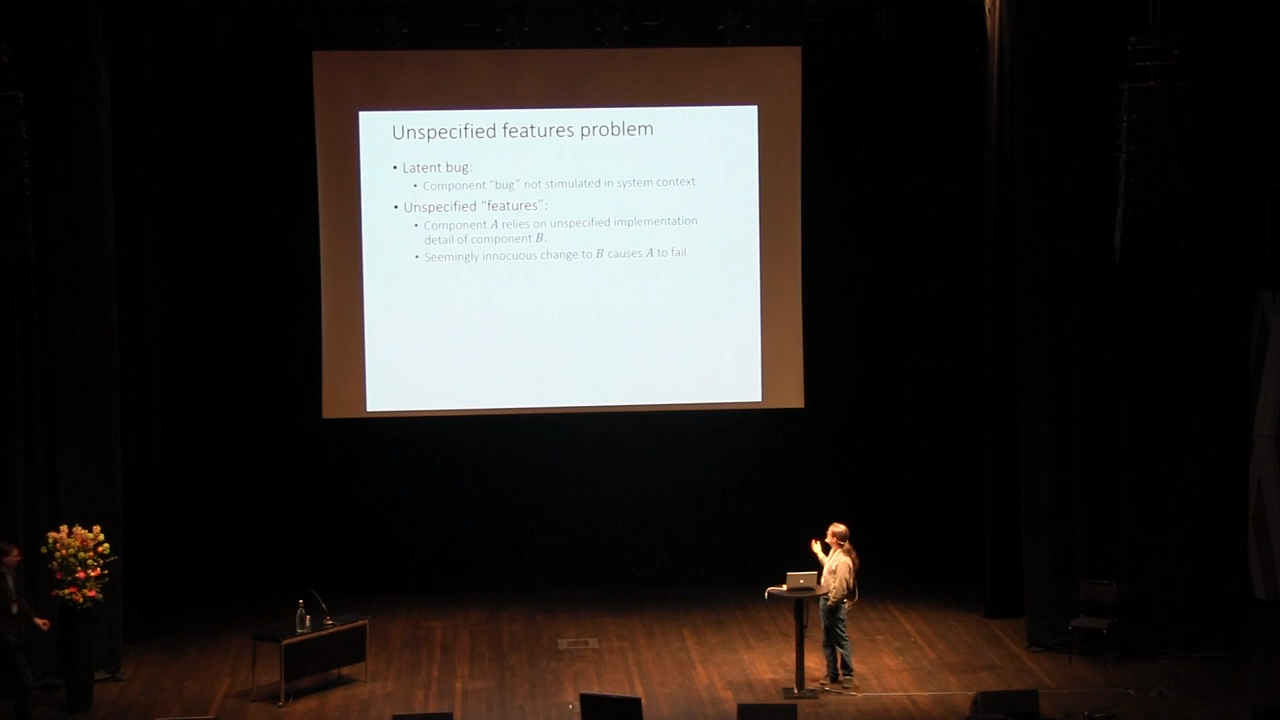 Unspecified features problem
• Latent bug:
• Component “bug” not stimulated in system context
• Unspecified “features”:
• Component A relies on unspecified implementation
detail of component B.
• Seemingly innocuous change to B causes A to fail.